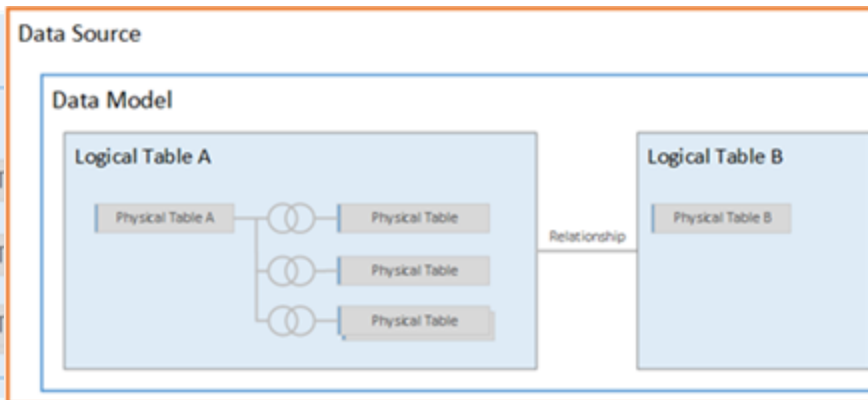 Data Source
Data Model
Logical Table A
Logical Table B
Physical Table A
Physical Table
Physical Table B
Relationship
Physical Table
Physical Table